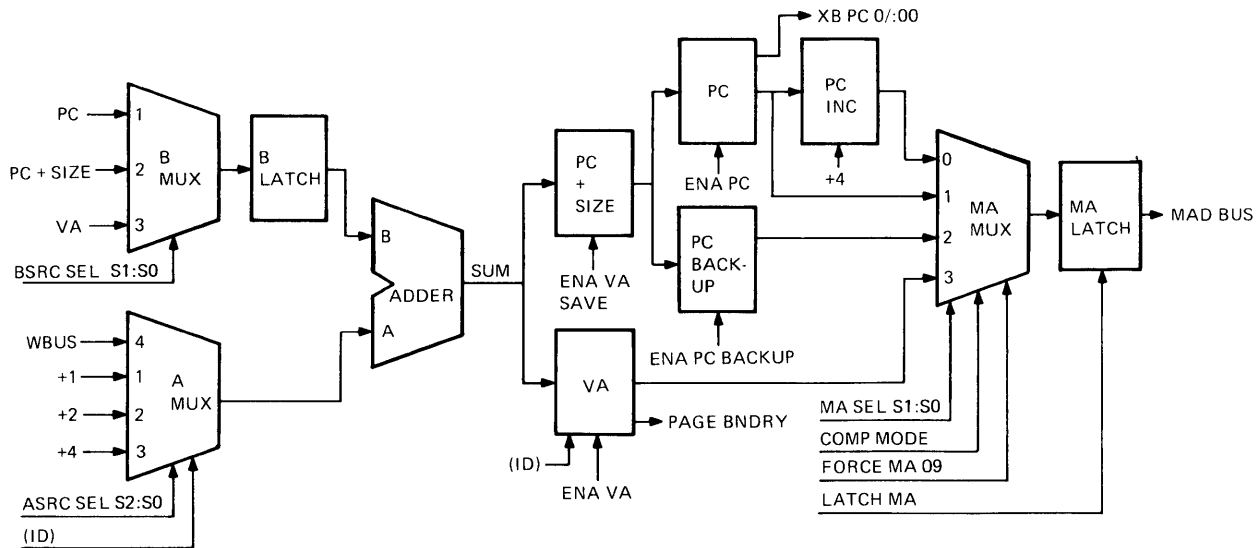 XB PC 0/:00
PC
1
PC + SIZE
2
VA
3
B
MUX
B
LATCH
BSRC SEL S1:S0
WBUS
4
+1
1
+2
2
+4
3
A
MUX
ASRC SEL S2:S0
(ID)
B
ADDER
A
SUM
PC
+
SIZE
ENA VA
SAVE
PC
ENA PC
PC
INC
+4
PC
BACK-
UP
ENA PC BACKUP
VA
PAGE BNDRY
(ID)
ENA VA
0
1
2
3
MA
MUX
MA
LATCH
MAD BUS
MA SEL S1:S0
COMP MODE
FORCE MA 09
LATCH MA